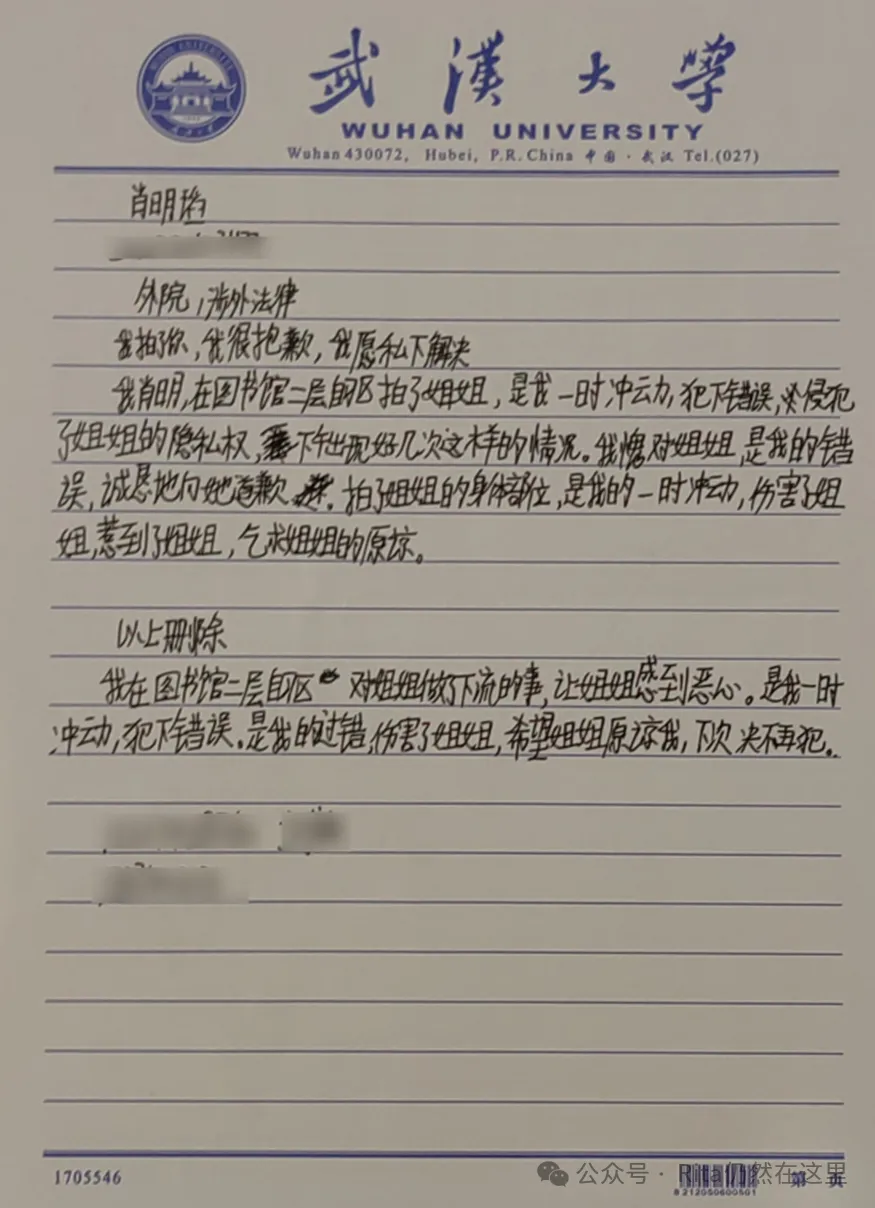 武漢大學
WUHAN UNIVERSITY
Wuhan 430072, Hubei, P.R.China 中国·武汉 Tel.(027)
肖明
外院,涉外法律
我拍了你,我很抱歉,我愿私下解决
我肖明,在图书馆二层自习区拍了姐姐,是我一时冲动,犯下错误,侵犯
了姐姐的隐私权,下午出现好几次这样的情况。我愧对姐姐,是我的错
误,诚恳地向她道歉。拍了姐姐的身体部位,是我的一时冲动,伤害了姐
姐,惹到了姐姐,乞求姐姐的原谅。
以上删除
我在图书馆二层自习区对姐姐做了下流的事,让姐姐感到恶心。是我一时
冲动,犯下错误。是我的过错,伤害了姐姐,希望姐姐原谅我,下次决不再犯。
1705546
公众号·Rita仍然在这里
8212050600501
第 页